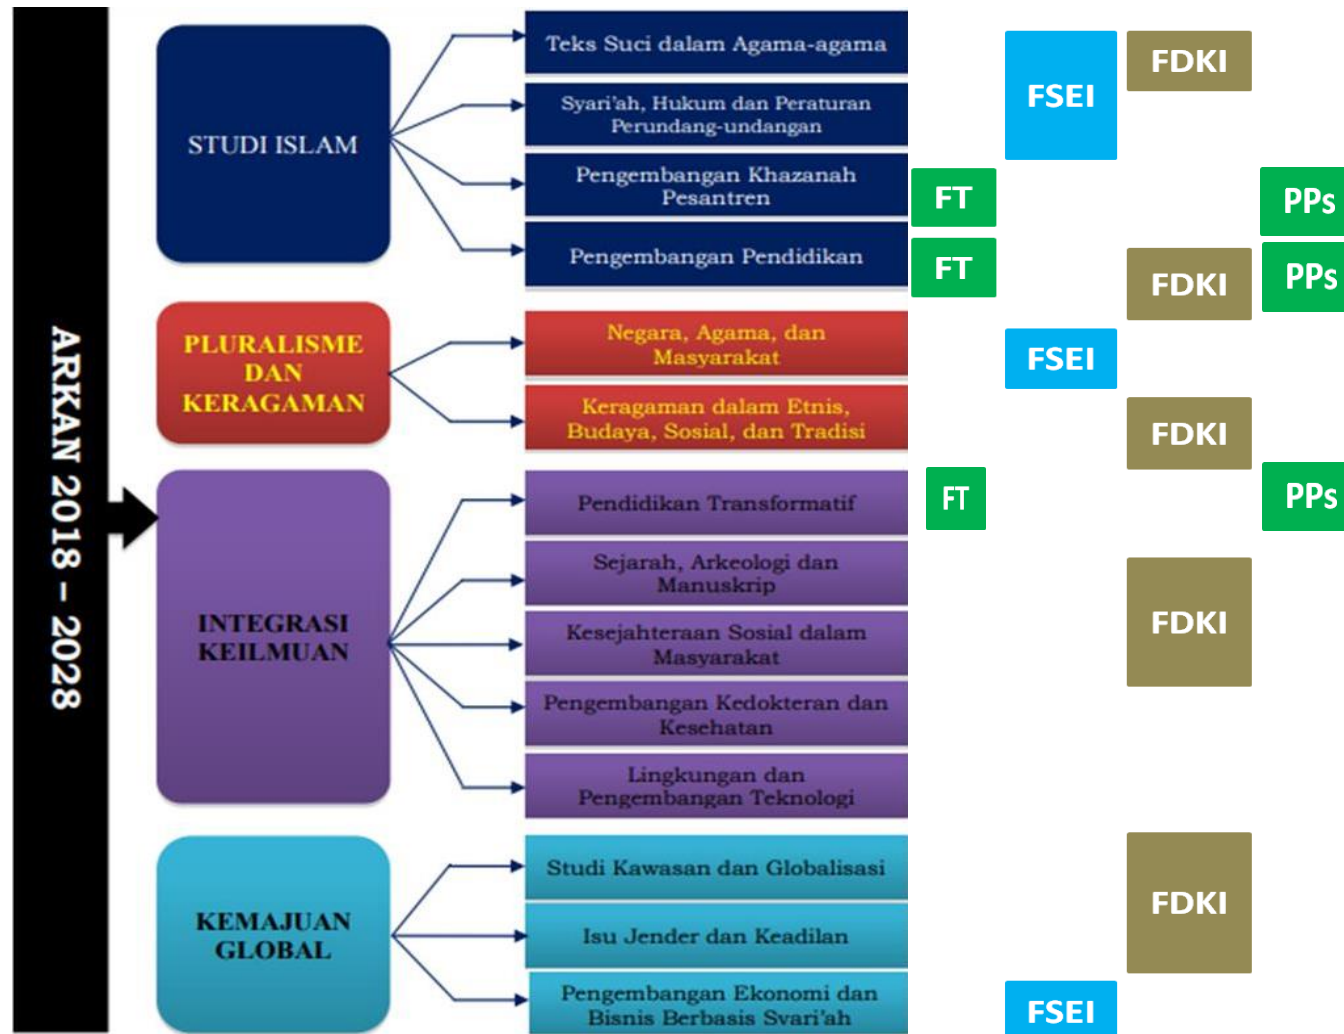 ARKAN 2018 – 2028
STUDI ISLAM
Teks Suci dalam Agama-agama
Syari'ah, Hukum dan Peraturan
Perundang-undangan
Pengembangan Khazanah
Pesantren
Pengembangan Pendidikan
FSEI
FDKI
FT
PPs
FT
FDKI
PPs
PLURALISME
DAN
KERAGAMAN
Negara, Agama, dan
Masyarakat
Keragaman dalam Etnis,
Budaya, Sosial, dan Tradisi
FSEI
FDKI
INTEGRASI
KEILMUAN
Pendidikan Transformatif
Sejarah, Arkeologi dan
Manuskrip
Kesejahteraan Sosial dalam
Masyarakat
Pengembangan Kedokteran dan
Kesehatan
Lingkungan dan
Pengembangan Teknologi
FT
PPs
FDKI
KEMAJUAN
GLOBAL
Studi Kawasan dan Globalisasi
Isu Jender dan Keadilan
Pengembangan Ekonomi dan
Bisnis Berbasis Svari'ah
FDKI
FSEI